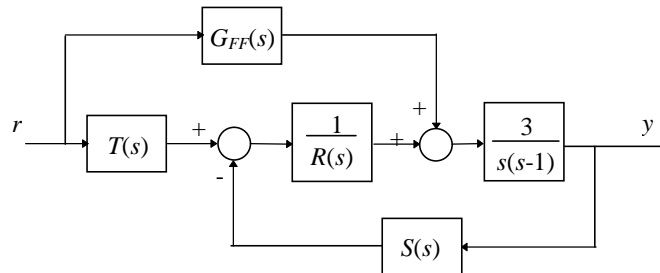 G_FF(s)
r
T(s)
+
-
1
R(s)
+
+
3
s(s-1)
y
S(s)